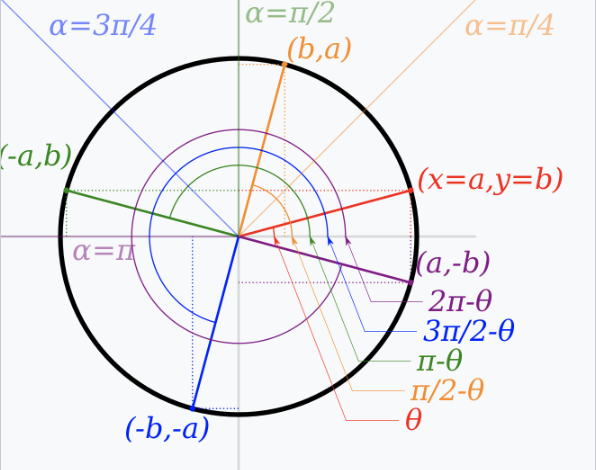 α=π/2
α=3π/4
α=π/4
(b,a)
(-a,b)
(x=a,y=b)
α=π
(a,-b)
2π-θ
3π/2-θ
π-θ
π/2-θ
θ
(-b,-a)